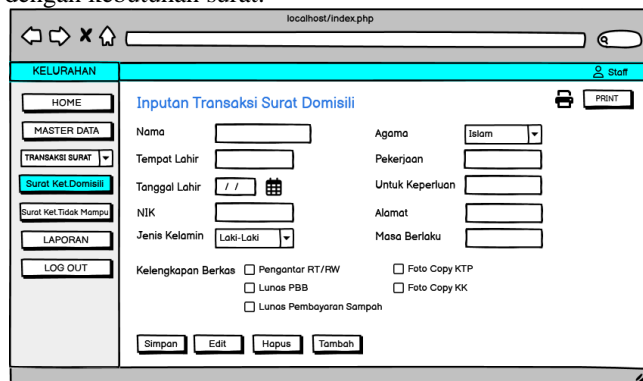 dengan kebutuhan surat.
localhost/index.php
KELURAHAN
Staff
HOME
MASTER DATA
TRANSAKSI SURAT
Surat Ket.Domisili
Surat Ket.Tidak Mampu
LAPORAN
LOG OUT
Inputan Transaksi Surat Domisili
PRINT
Nama
Tempat Lahir
Tanggal Lahir / /
NIK
Jenis Kelamin Laki-Laki
Agama Islam
Pekerjaan
Untuk Keperluan
Alamat
Masa Berlaku
Kelengkapan Berkas Pengantar RT/RW Foto Copy KTP
Lunas PBB Foto Copy KK
Lunas Pembayaran Sampah
Simpan Edit Hapus Tambah